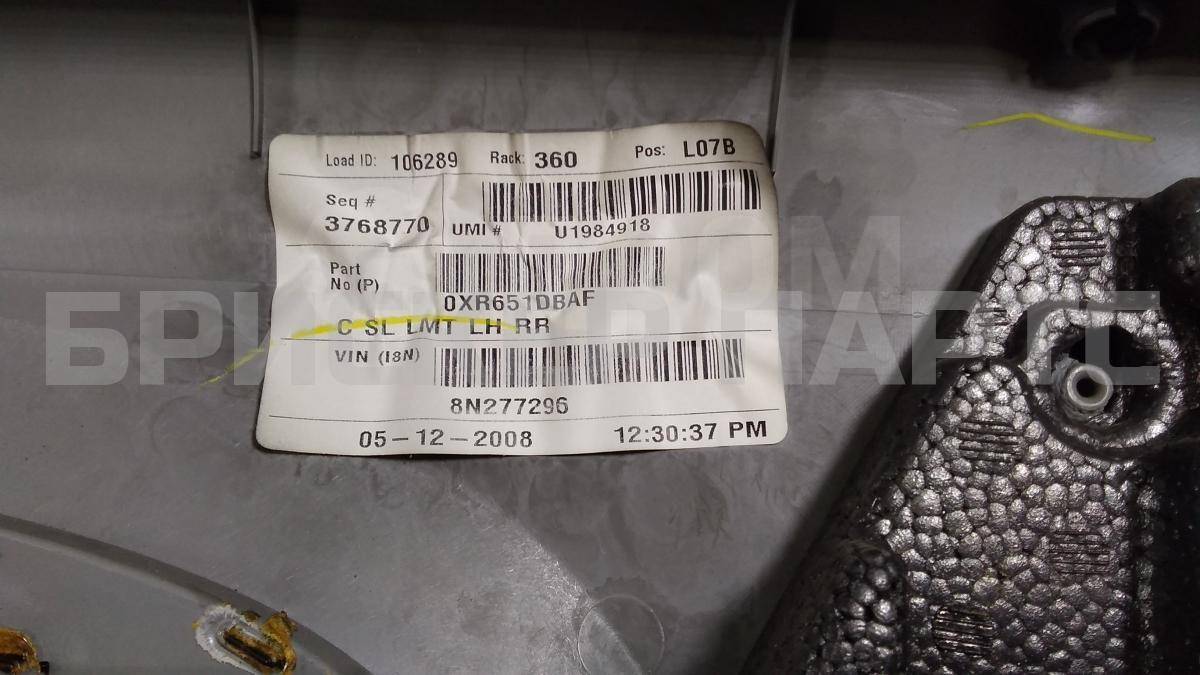 Load ID: 106289 Rack: 360 Pos: L07B
Seq #
3768770 UMI # U1984918
Part
No (P)
0XR651DBAF
C SL LMT LH RR
VIN (I8N)
8N277296
05-12-2008 12:30:37 PM